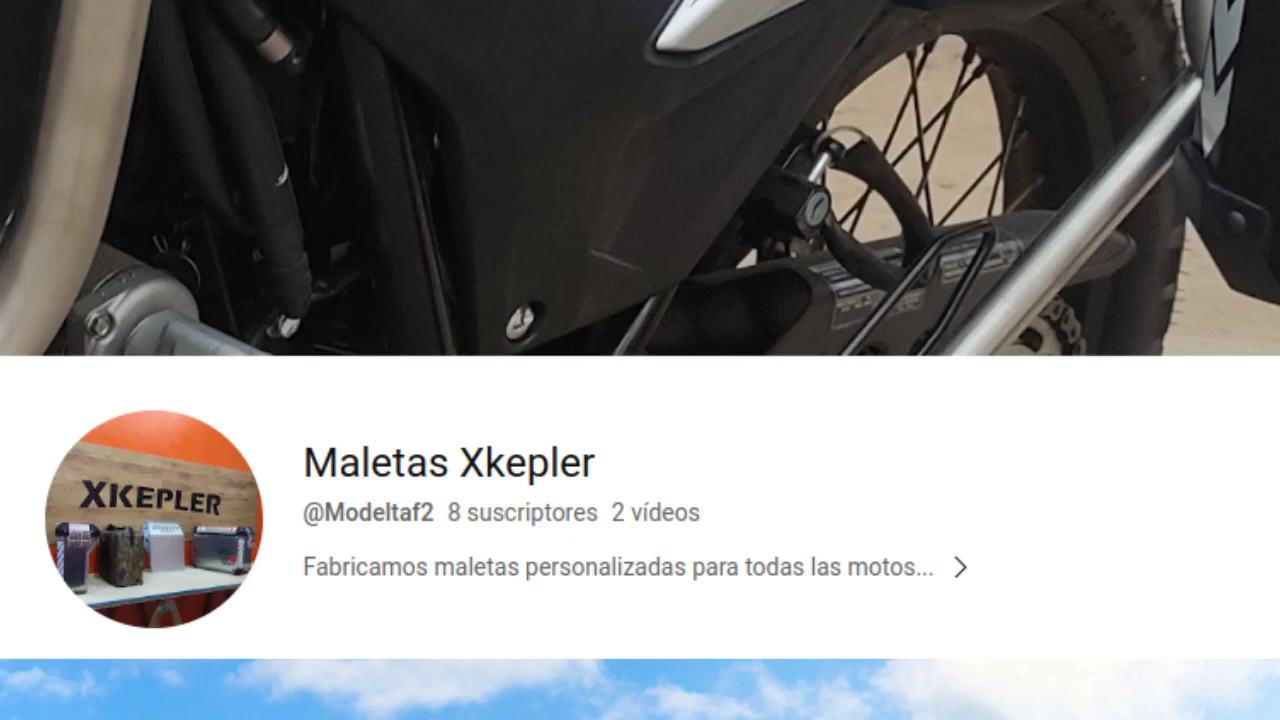 Maletas Xkepler
@Modeltaf2 8 suscriptores 2 vídeos
Fabricamos maletas personalizadas para todas las motos...
XKEPLER